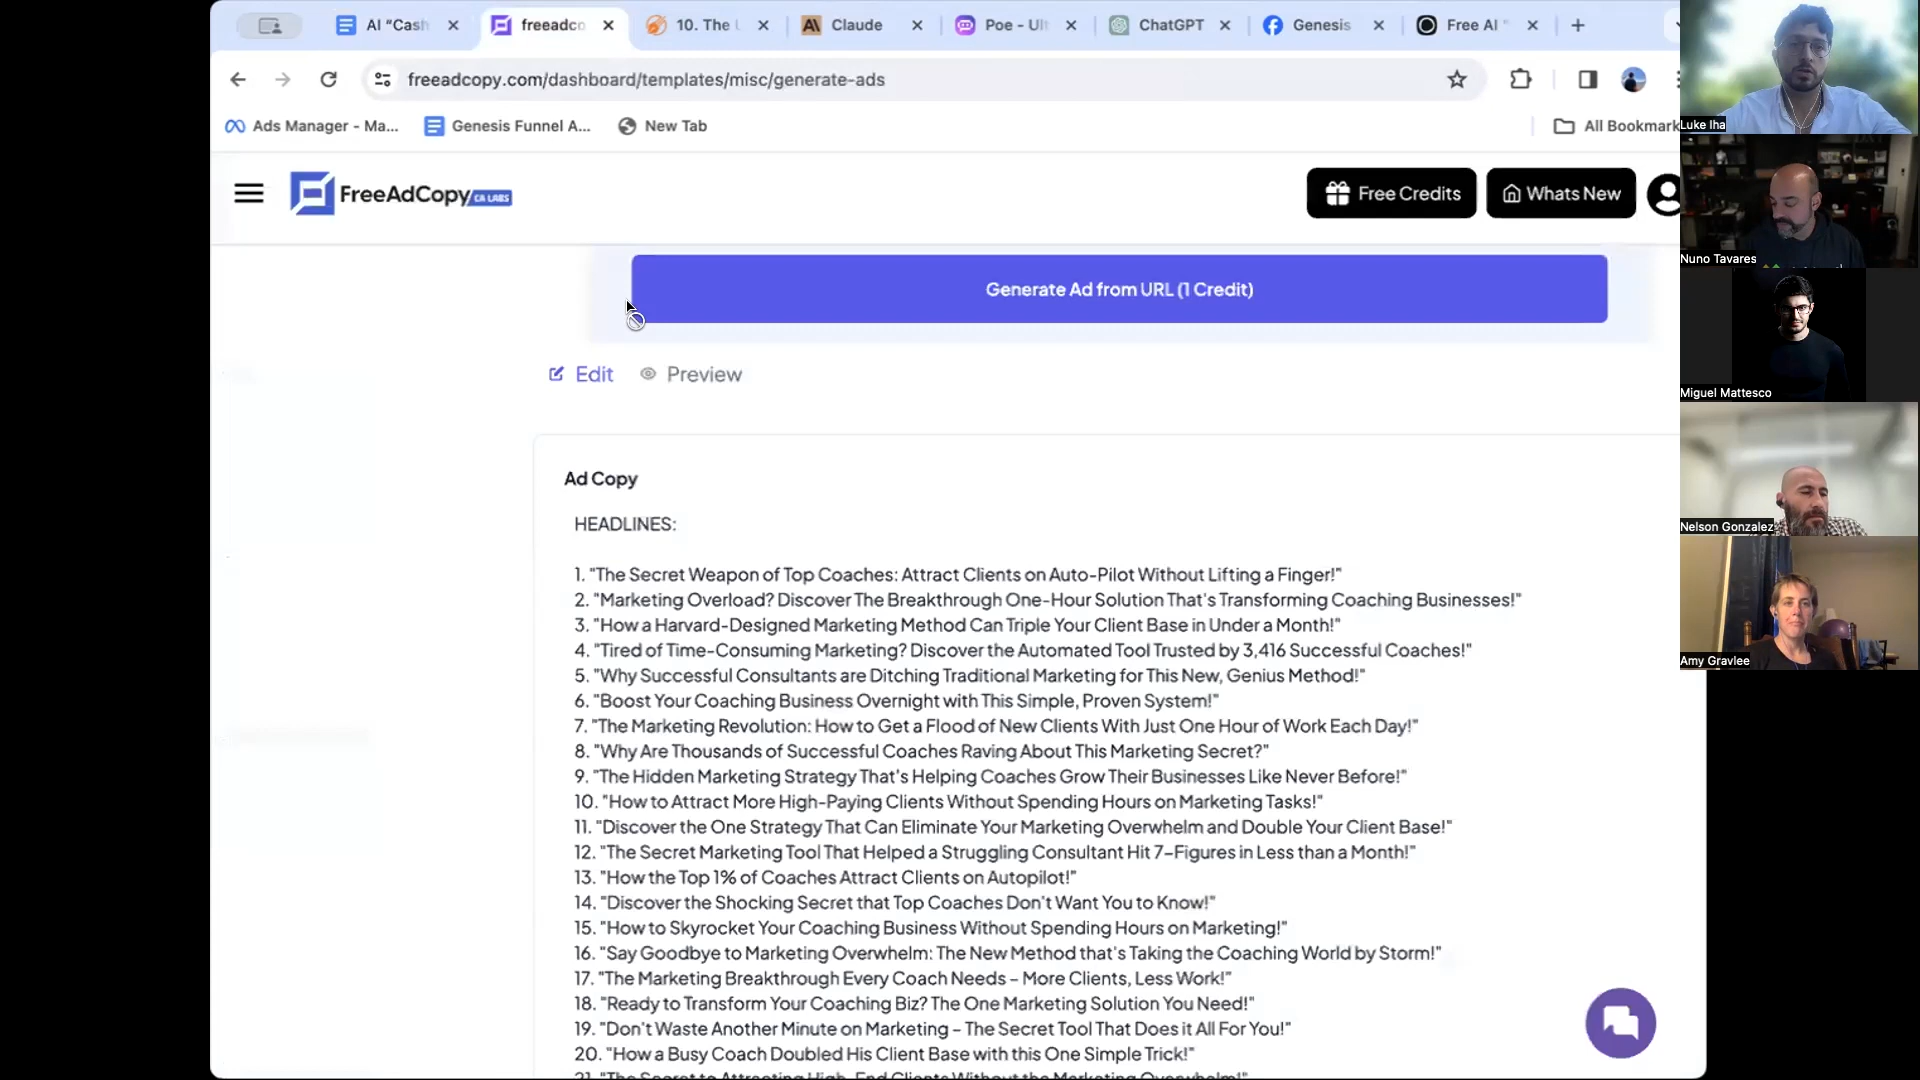 AI "Cash
freeadco
10. The
Claude
Poe - Ul
ChatGPT
Genesis
Free AI "
freeadcopy.com/dashboard/templates/misc/generate-ads
Ads Manager - Ma...
Genesis Funnel A...
New Tab
All Bookmark
FreeAdCopy CA LABS
Free Credits
Whats New
Generate Ad from URL (1 Credit)
Edit
Preview
Ad Copy
HEADLINES:
1. "The Secret Weapon of Top Coaches: Attract Clients on Auto-Pilot Without Lifting a Finger!"
2. "Marketing Overload? Discover The Breakthrough One-Hour Solution That's Transforming Coaching Businesses!"
3. "How a Harvard-Designed Marketing Method Can Triple Your Client Base in Under a Month!"
4. "Tired of Time-Consuming Marketing? Discover the Automated Tool Trusted by 3,416 Successful Coaches!"
5. "Why Successful Consultants are Ditching Traditional Marketing for This New, Genius Method!"
6. "Boost Your Coaching Business Overnight with This Simple, Proven System!"
7. "The Marketing Revolution: How to Get a Flood of New Clients With Just One Hour of Work Each Day!"
8. "Why Are Thousands of Successful Coaches Raving About This Marketing Secret?"
9. "The Hidden Marketing Strategy That's Helping Coaches Grow Their Businesses Like Never Before!"
10. "How to Attract More High-Paying Clients Without Spending Hours on Marketing Tasks!"
11. "Discover the One Strategy That Can Eliminate Your Marketing Overwhelm and Double Your Client Base!"
12. "The Secret Marketing Tool That Helped a Struggling Consultant Hit 7-Figures in Less than a Month!"
13. "How the Top 1% of Coaches Attract Clients on Autopilot!"
14. "Discover the Shocking Secret that Top Coaches Don't Want You to Know!"
15. "How to Skyrocket Your Coaching Business Without Spending Hours on Marketing!"
16. "Say Goodbye to Marketing Overwhelm: The New Method that's Taking the Coaching World by Storm!"
17. "The Marketing Breakthrough Every Coach Needs – More Clients, Less Work!"
18. "Ready to Transform Your Coaching Biz? The One Marketing Solution You Need!"
19. "Don't Waste Another Minute on Marketing – The Secret Tool That Does it All For You!"
20. "How a Busy Coach Doubled His Client Base with this One Simple Trick!"
21. "The Secret to Attracting High-End Clients Without the Marketing Overwhelm!"
Luke Iha
Nuno Tavares
Miguel Mattesco
Nelson Gonzalez
Amy Gravlee